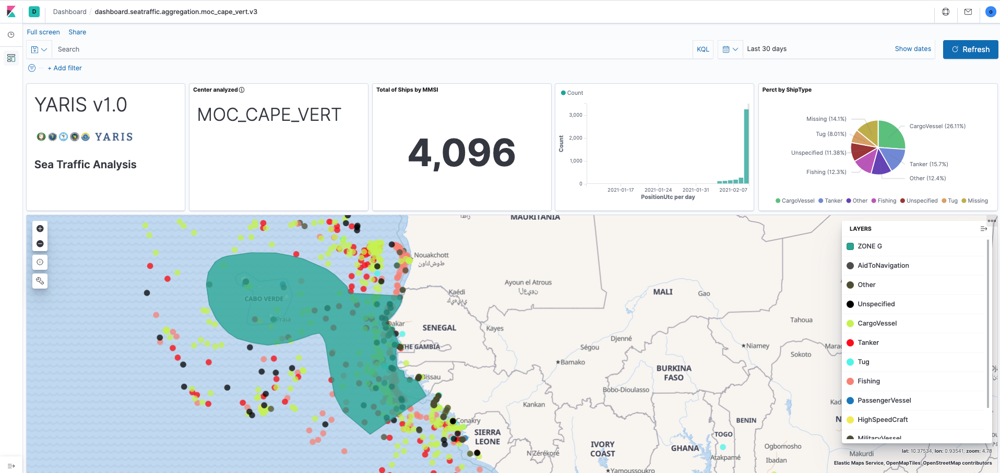 D
Dashboard / dashboard.seatraffic.aggregation.moc_cape_vert.v3
o
Full screen Share
Search
KQL
Last 30 days
Show dates
Refresh
+ Add filter
YARIS v1.0
YARIS
Sea Traffic Analysis
Center analyzed
MOC_CAPE_VERT
Total of Ships by MMSI
4,096
Count
3,000
2,000
1,000
0
Count
2021-01-17 2021-01-24 2021-01-31 2021-02-07
PositionUtc per day
Perct by ShipType
Missing (14.1%)
CargoVessel (26.11%)
Tug (8.01%)
Unspecified (11.38%)
Tanker (15.7%)
Fishing (12.3%)
Other (12.4%)
CargoVessel Tanker Other Fishing Unspecified Tug Missing
MAURITANIA
Nouakchott
نواكشوط
Ayoun el Atrous
العيون
Kaédi
كيهيدي
CABO VERDE
Praia
Dakar
SENEGAL
THE GAMBIA
Kayes
MALI
Gao
Bissau
Bamako
Ségou
Djenné
Niamey
Tahoua
Sokoto
BURKINA
FASO
Bobo-Dioulasso
Kankan
Conakry
SIERRA
LEONE
N'Zérékoré
IVORY
COAST
Yamoussoukro
GHANA
TOGO
BENIN
Atakpamé
Ogbomosho
Ibadan
Makurdi
LAYERS
ZONE G
AidToNavigation
Other
Unspecified
CargoVessel
Tanker
Tug
Fishing
PassengerVessel
HighSpeedCraft
MilitaryVessel
lat: 10.37534, lon: 0.93541, zoom: 4.78
Elastic Maps Service, OpenMapTiles, OpenStreetMap contributors